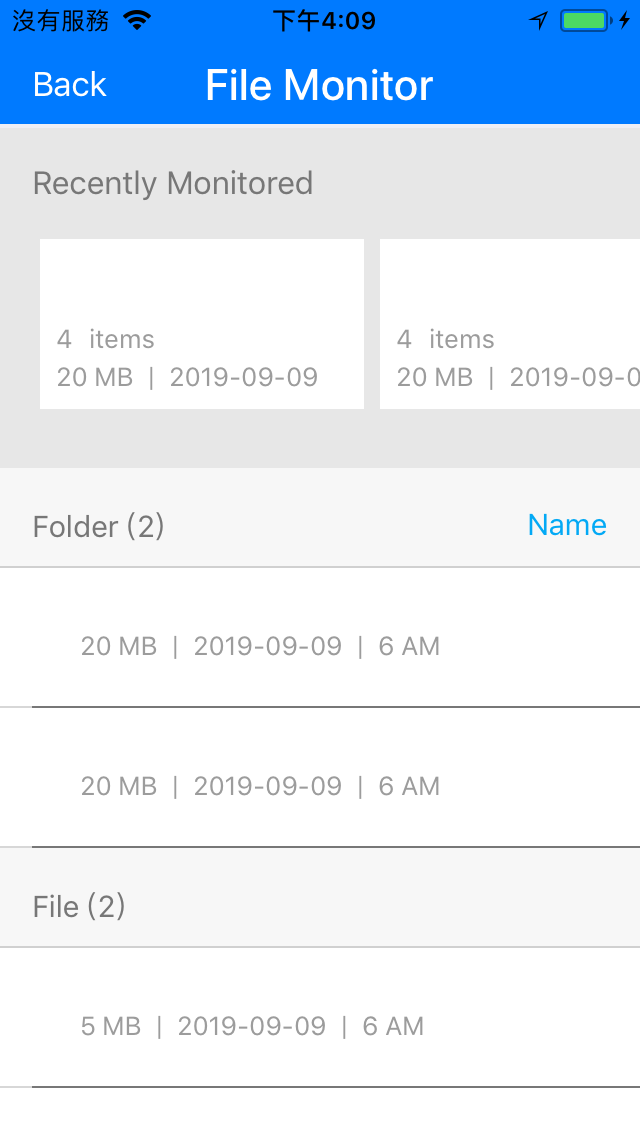 沒有服務 下午4:09
Back File Monitor
Recently Monitored
4 items
20 MB | 2019-09-09
4 items
20 MB | 2019-09-0
Folder (2) Name
20 MB | 2019-09-09 | 6 AM
20 MB | 2019-09-09 | 6 AM
File (2)
5 MB | 2019-09-09 | 6 AM